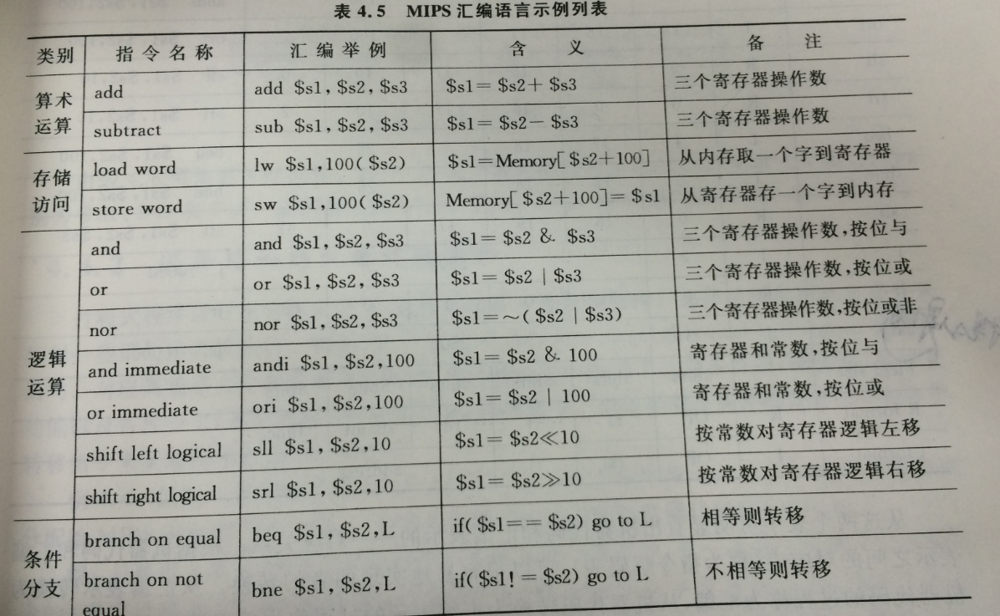 表 4.5 MIPS 汇编语言示例列表
类别 指令名称 汇编举例 含 义 备 注
算术运算 add add $s1, $s2, $s3 $s1= $s2+ $s3 三个寄存器操作数
subtract sub $s1, $s2, $s3 $s1= $s2- $s3 三个寄存器操作数
存储访问 load word lw $s1,100( $s2) $s1=Memory[ $s2+100] 从内存取一个字到寄存器
store word sw $s1,100( $s2) Memory[ $s2+100]= $s1 从寄存器存一个字到内存
逻辑运算 and and $s1, $s2, $s3 $s1= $s2 & $s3 三个寄存器操作数,按位与
or or $s1, $s2, $s3 $s1= $s2 | $s3 三个寄存器操作数,按位或
nor nor $s1, $s2, $s3 $s1=~( $s2 | $s3) 三个寄存器操作数,按位或非
and immediate andi $s1, $s2,100 $s1= $s2 & 100 寄存器和常数,按位与
or immediate ori $s1, $s2,100 $s1= $s2 | 100 寄存器和常数,按位或
shift left logical sll $s1, $s2,10 $s1= $s2≪10 按常数对寄存器逻辑左移
shift right logical srl $s1, $s2,10 $s1= $s2≫10 按常数对寄存器逻辑右移
条件分支 branch on equal beq $s1, $s2,L if( $s1== $s2) go to L 相等则转移
branch on not equal bne $s1, $s2,L if( $s1!= $s2) go to L 不相等则转移